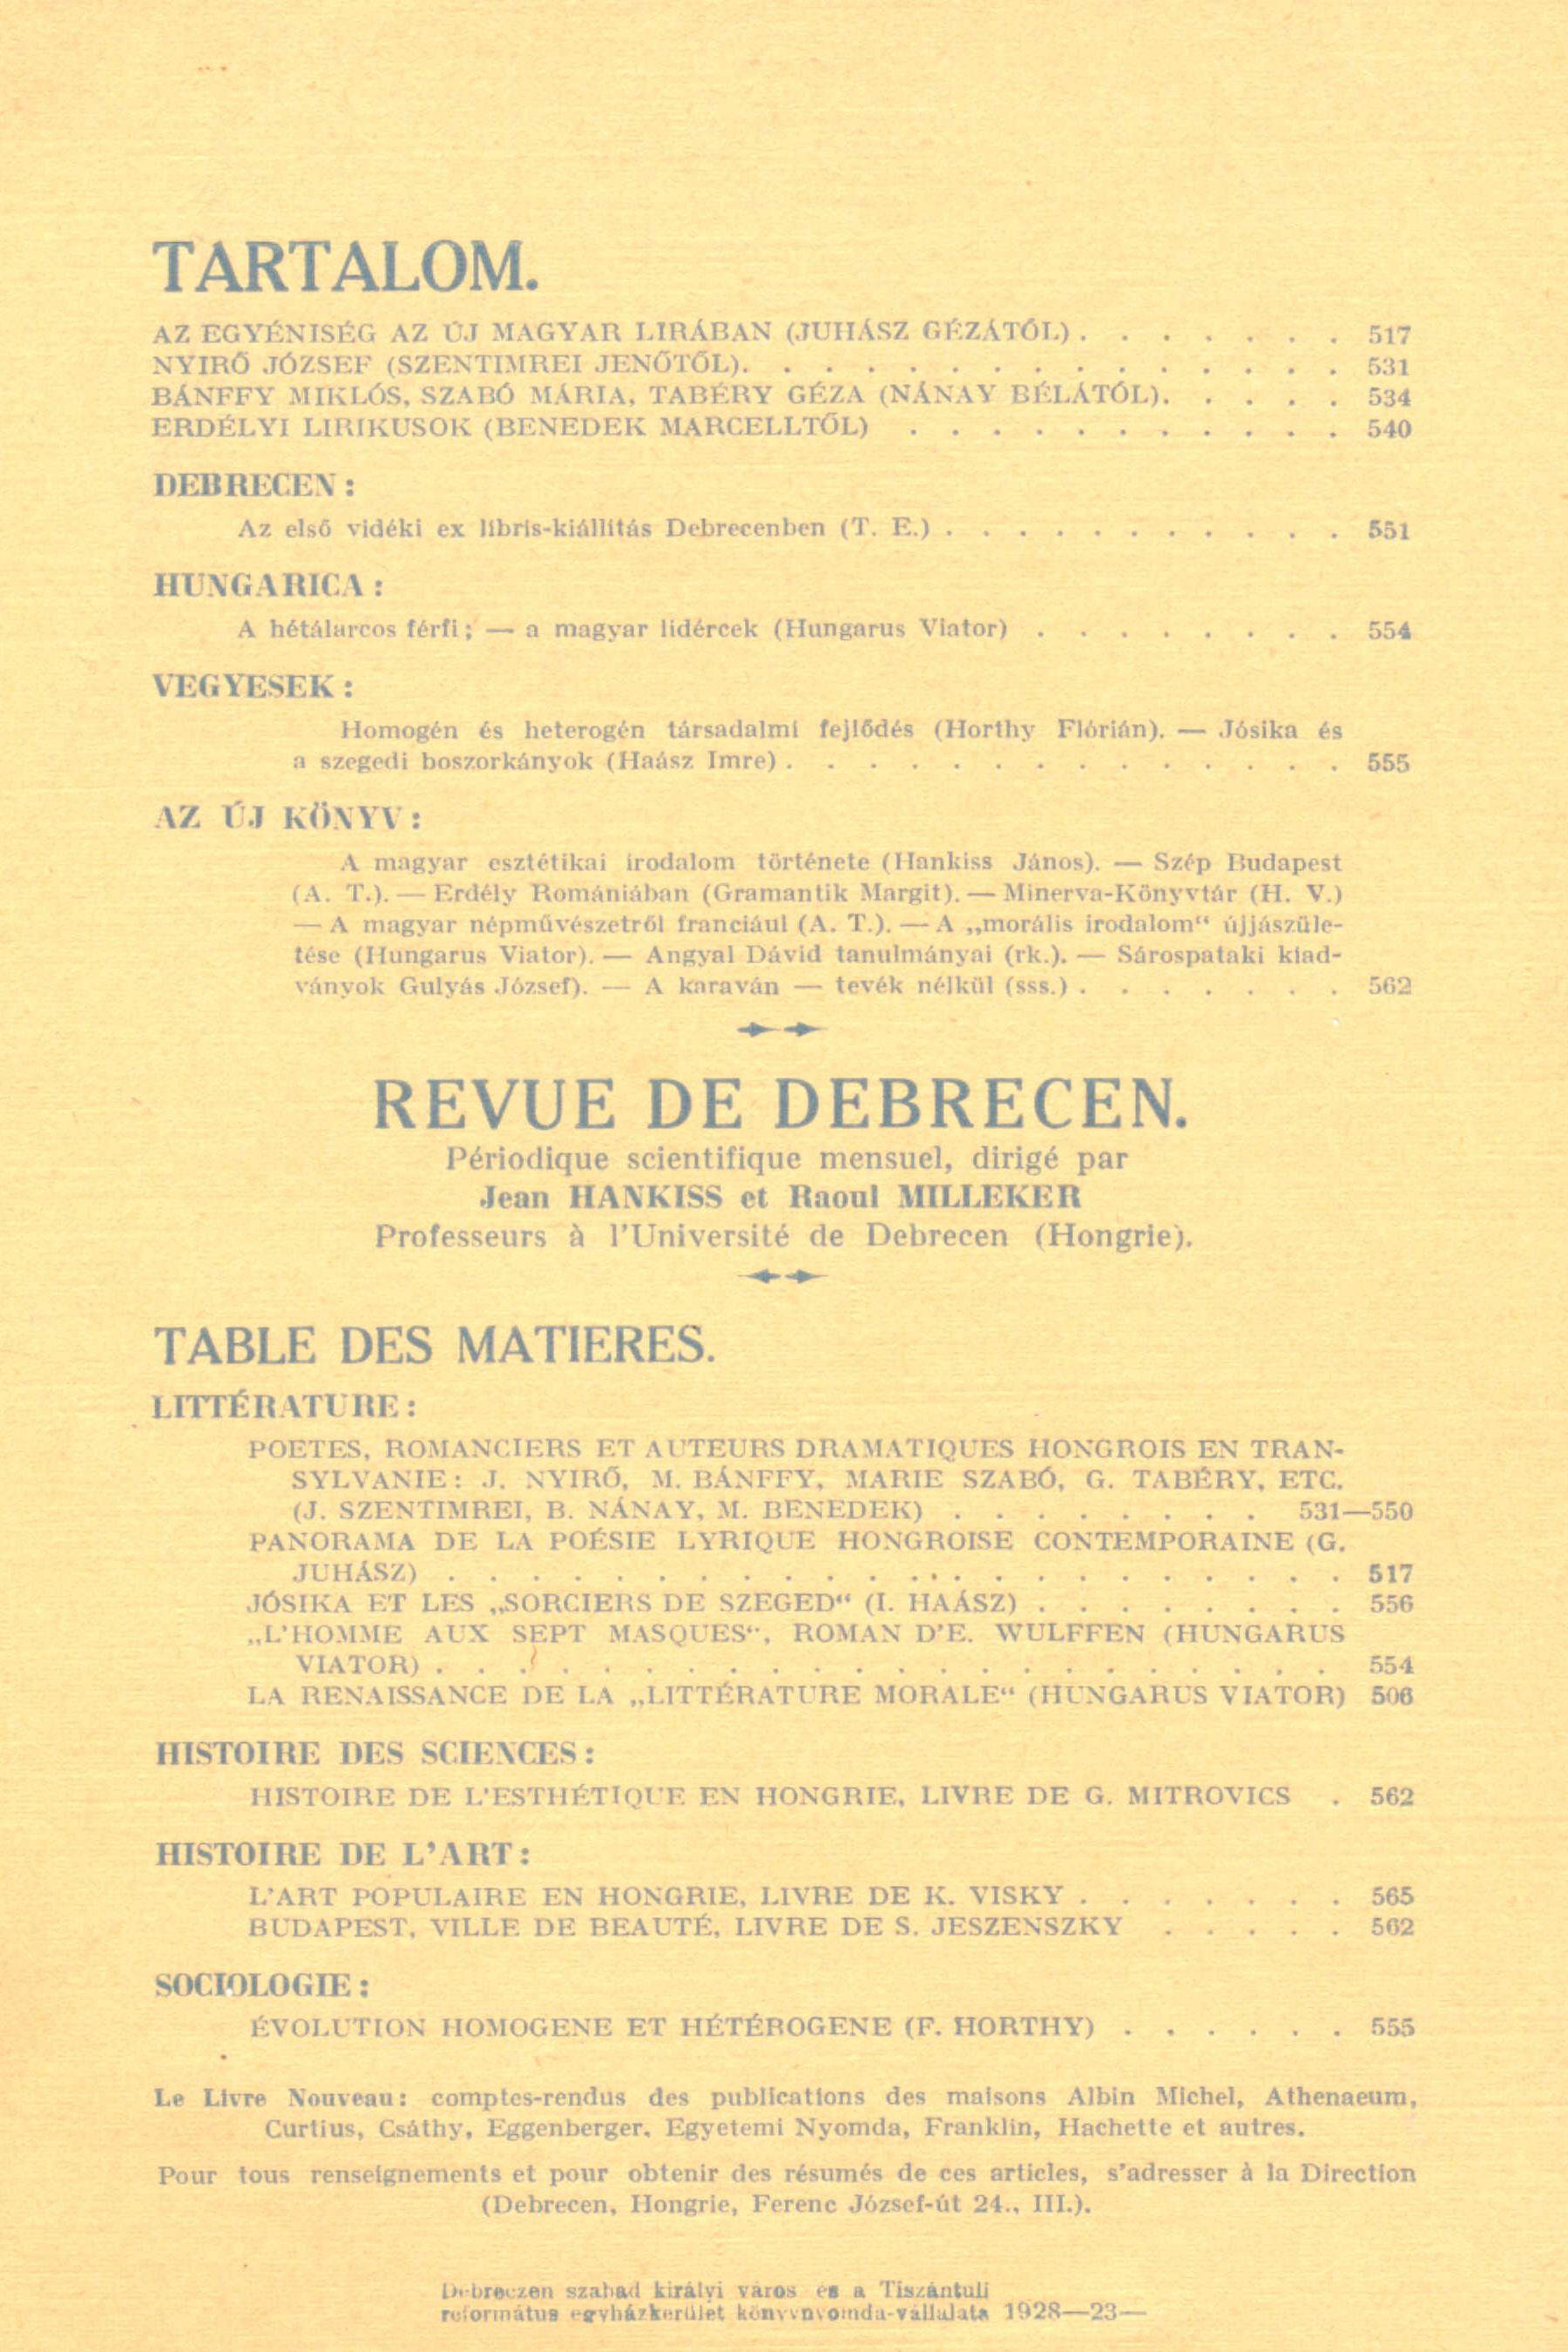 TARTALOM.
AZ EGYÉNISÉG AZ ÚJ MAGYAR LIRÁBAN (JUHÁSZ GÉZÁTÓL) . . . . . . . 517
NYIRŐ JÓZSEF (SZENTIMREI JENŐTŐL). . . . . . . . . . . . . . . 531
BÁNFFY MIKLÓS, SZABÓ MÁRIA, TABÉRY GÉZA (NÁNAY BÉLÁTÓL). . . . . 534
ERDÉLYI LIRIKUSOK (BENEDEK MARCELLTŐL) . . . . . . . . . . . 540
DEBRECEN :
Az első vidéki ex libris-kiállitás Debrecenben (T. E.) . . . . . . . . . . . 551
HUNGARICA :
A hétálarcos férfi ; — a magyar lidércek (Hungarus Viator) . . . . . . . . 554
VEGYESEK :
Homogén és heterogén társadalmi fejlődés (Horthy Flórián). — Jósika és
a szegedi boszorkányok (Haász Imre) . . . . . . . . . . . . . . 555
AZ ÚJ KÖNYV :
A magyar esztétikai irodalom története (Hankiss János). — Szép Budapest
(A. T.). — Erdély Romániában (Gramantik Margit). — Minerva-Könyvtár (H. V.)
— A magyar népművészetről franciául (A. T.). — A „morális irodalom“ újjászüle-
tése (Hungarus Viator). — Angyal Dávid tanulmányai (rk.). — Sárospataki kiad-
ványok Gulyás József). — A karaván — tevék nélkül (sss.) . . . . . . . 562
REVUE DE DEBRECEN.
Périodique scientifique mensuel, dirigé par
Jean HANKISS et Raoul MILLEKER
Professeurs à l'Université de Debrecen (Hongrie).
TABLE DES MATIERES.
LITTÉRATURE :
POETES, ROMANCIERS ET AUTEURS DRAMATIQUES HONGROIS EN TRAN-
SYLVANIE : J. NYIRŐ, M. BÁNFFY, MARIE SZABÓ, G. TABÉRY, ETC.
(J. SZENTIMREI, B. NÁNAY, M. BENEDEK) . . . . . . . . 531—550
PANORAMA DE LA POÉSIE LYRIQUE HONGROISE CONTEMPORAINE (G.
JUHÁSZ) . . . . . . . . . . . . . . . . . . . . . . 517
JÓSIKA ET LES „SORCIERS DE SZEGED“ (I. HAÁSZ) . . . . . . . . 556
„L'HOMME AUX SEPT MASQUES“, ROMAN D'E. WULFFEN (HUNGARUS
VIATOR) . . . . . . . . . . . . . . . . . . . . . . 554
LA RENAISSANCE DE LA „LITTÉRATURE MORALE“ (HUNGARUS VIATOR) 506
HISTOIRE DES SCIENCES :
HISTOIRE DE L'ESTHÉTIQUE EN HONGRIE, LIVRE DE G. MITROVICS . 562
HISTOIRE DE L'ART :
L'ART POPULAIRE EN HONGRIE, LIVRE DE K. VISKY . . . . . . . 565
BUDAPEST, VILLE DE BEAUTÉ, LIVRE DE S. JESZENSZKY . . . . . 562
SOCIOLOGIE :
ÉVOLUTION HOMOGENE ET HÉTÉROGENE (F. HORTHY) . . . . . . 555
Le Livre Nouveau : comptes-rendus des publications des maisons Albin Michel, Athenaeum,
Curtius, Csáthy, Eggenberger, Egyetemi Nyomda, Franklin, Hachette et autres.
Pour tous renseignements et pour obtenir des résumés de ces articles, s'adresser à la Direction
(Debrecen, Hongrie, Ferenc József-út 24., III.).
Debreczen szabad királyi város es a Tiszántuli
református egyházkerület könyvnyomda-vállalata 1928—23—